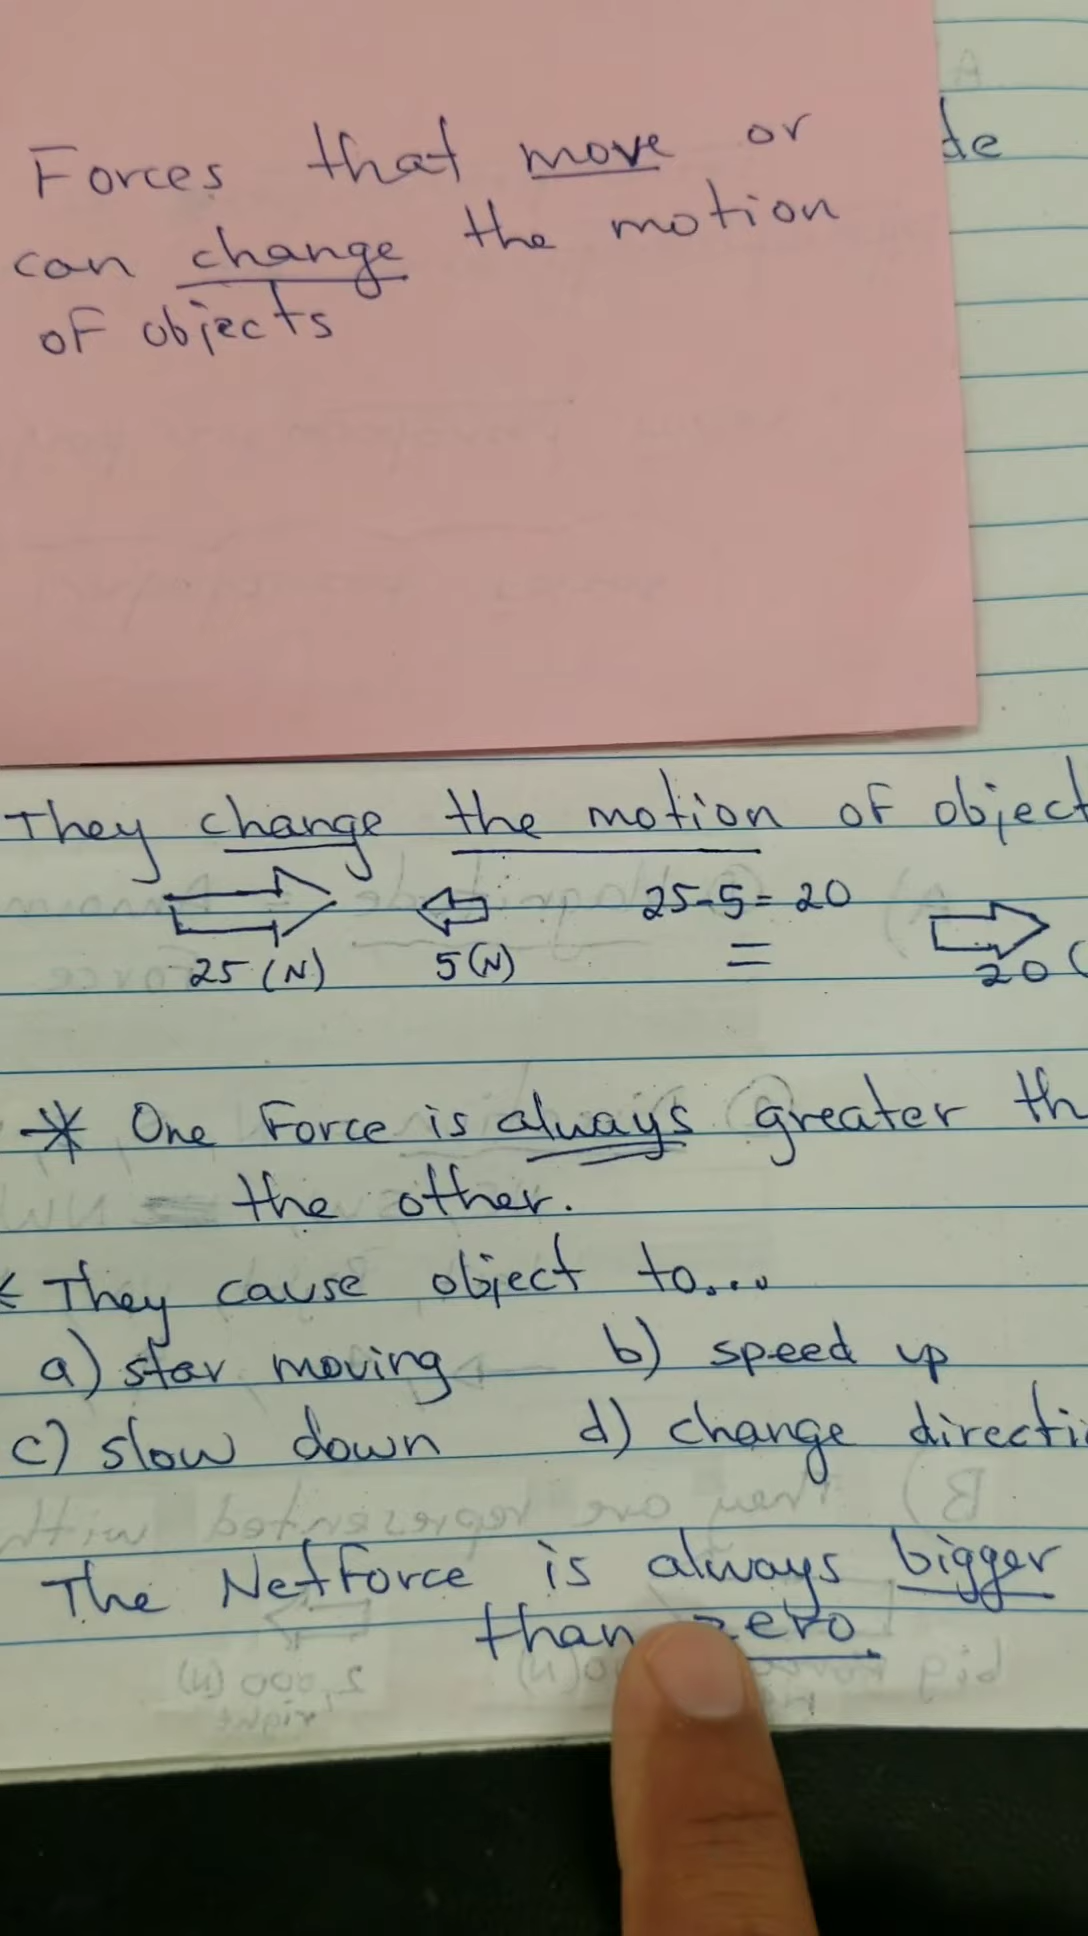 Forces that move or
de
can change the motion
of objects
They change the motion of object
25-5= 20
25 (N) 5(N) = 20 (
* One Force is always greater th
the other.
They cause object to...
a) star moving b) speed up
c) slow down d) change directi
The NetForce is always bigger
than zero.